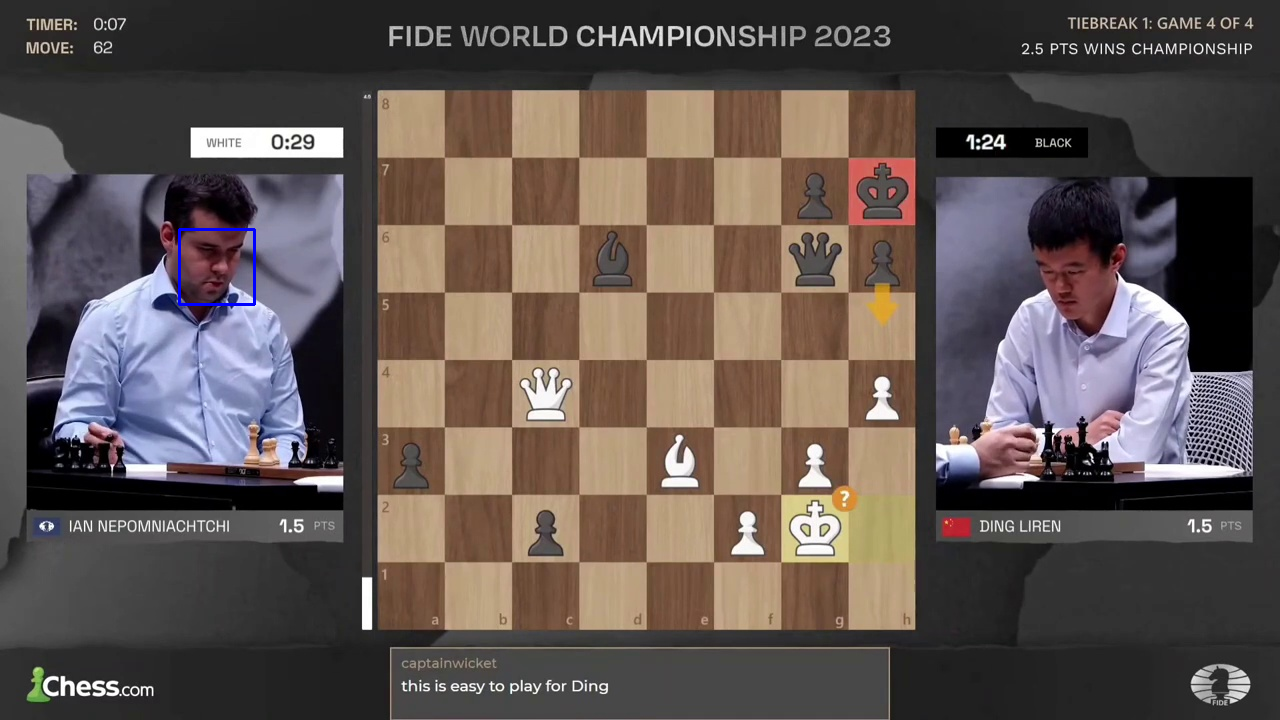 TIMER: 0:07
MOVE: 62
FIDE WORLD CHAMPIONSHIP 2023
TIEBREAK 1: GAME 4 OF 4
2.5 PTS WINS CHAMPIONSHIP
WHITE 0:29
1:24 BLACK
8
7
6
5
4
3
2
1
a b c d e f g h
?
IAN NEPOMNIACHTCHI 1.5 PTS
DING LIREN 1.5 PTS
captainwicket
this is easy to play for Ding
Chess.com
FIDE